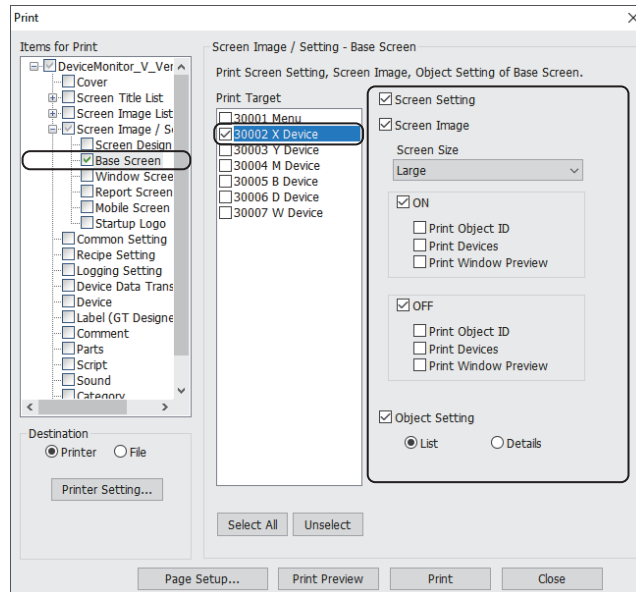 Print
Items for Print
DeviceMonitor_V_Ver
Cover
Screen Title List
Screen Image List
Screen Image / S
Screen Design
Base Screen
Window Scree
Report Screen
Mobile Screen
Startup Logo
Common Setting
Recipe Setting
Logging Setting
Device Data Trans
Device
Label (GT Designe
Comment
Parts
Script
Sound
Category
Destination
Printer File
Printer Setting...
Screen Image / Setting - Base Screen
Print Screen Setting, Screen Image, Object Setting of Base Screen.
Print Target
30001 Menu
30002 X Device
30003 Y Device
30004 M Device
30005 B Device
30006 D Device
30007 W Device
Select All Unselect
Screen Setting
Screen Image
Screen Size
Large
ON
Print Object ID
Print Devices
Print Window Preview
OFF
Print Object ID
Print Devices
Print Window Preview
Object Setting
List Details
Page Setup... Print Preview Print Close